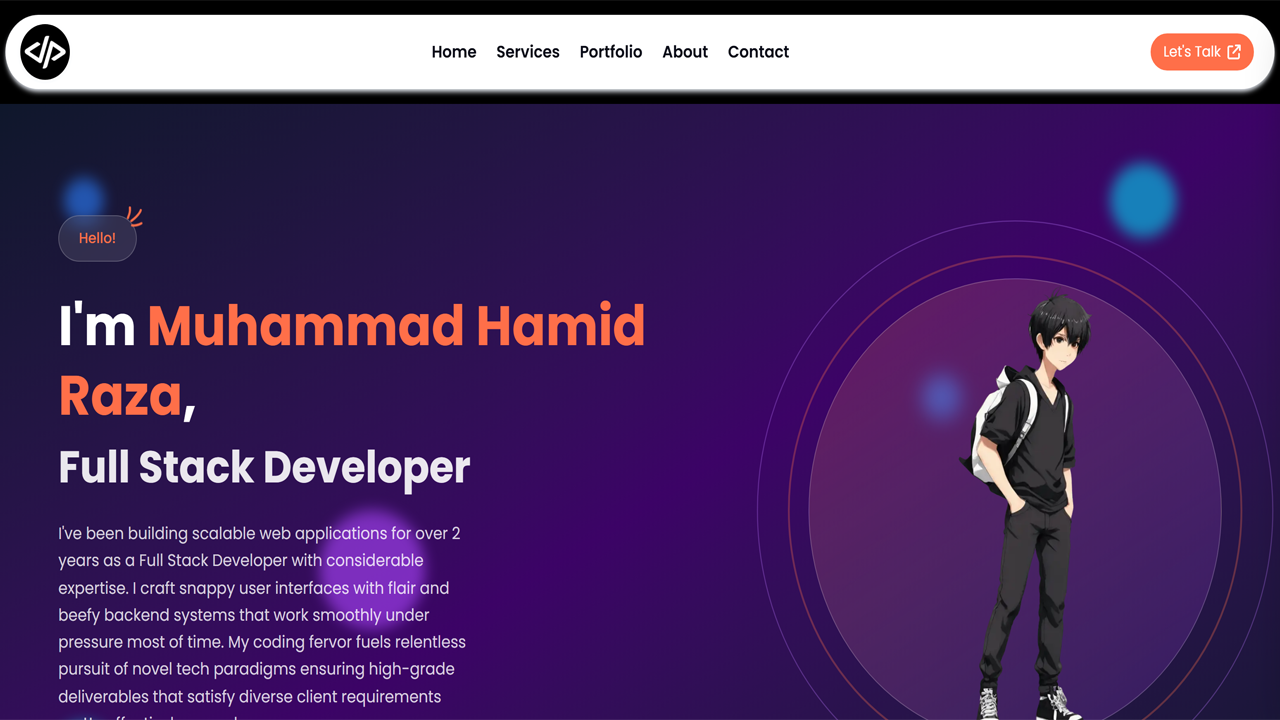 Home Services Portfolio About Contact
Let's Talk
Hello!
I'm Muhammad Hamid
Raza,
Full Stack Developer
I've been building scalable web applications for over 2
years as a Full Stack Developer with considerable
expertise. I craft snappy user interfaces with flair and
beefy backend systems that work smoothly under
pressure most of time. My coding fervor fuels relentless
pursuit of novel tech paradigms ensuring high-grade
deliverables that satisfy diverse client requirements